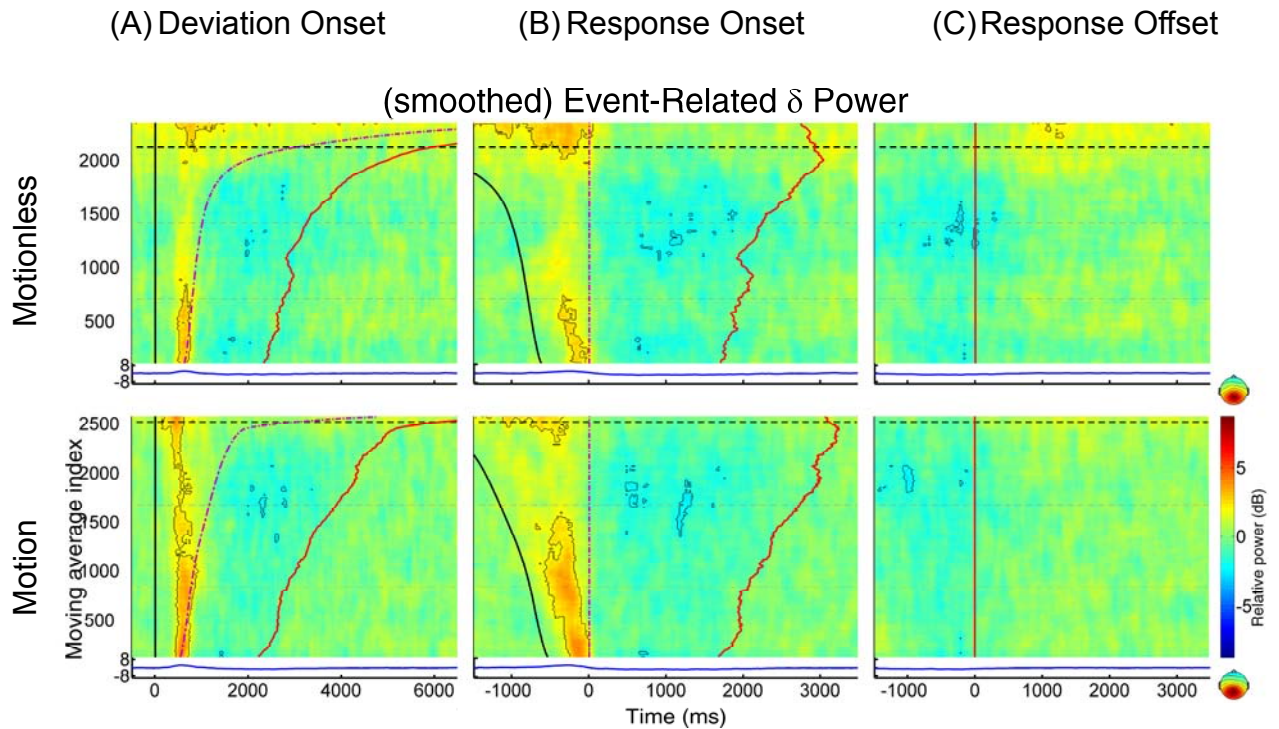 (A) Deviation Onset
(B) Response Onset
(C) Response Offset
(smoothed) Event-Related δ Power
Motionless
2000
1500
1000
500
8
-8
Motion
Moving average index
2500
2000
1500
1000
500
8
-8
0 2000 4000 6000
-1000 0 1000 2000 3000
-1000 0 1000 2000 3000
Time (ms)
5
0
-5
Relative power (dB)